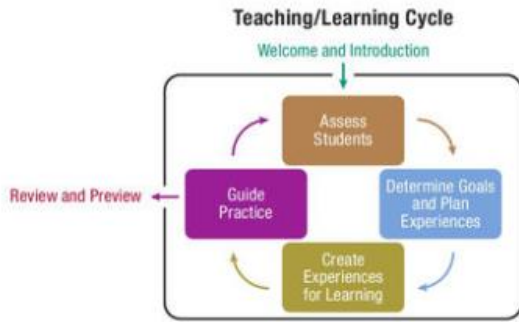 Teaching/Learning Cycle
Welcome and Introduction
Assess
Students
Determine Goals
and Plan
Experiences
Create
Experiences
for Learning
Guide
Practice
Review and Preview